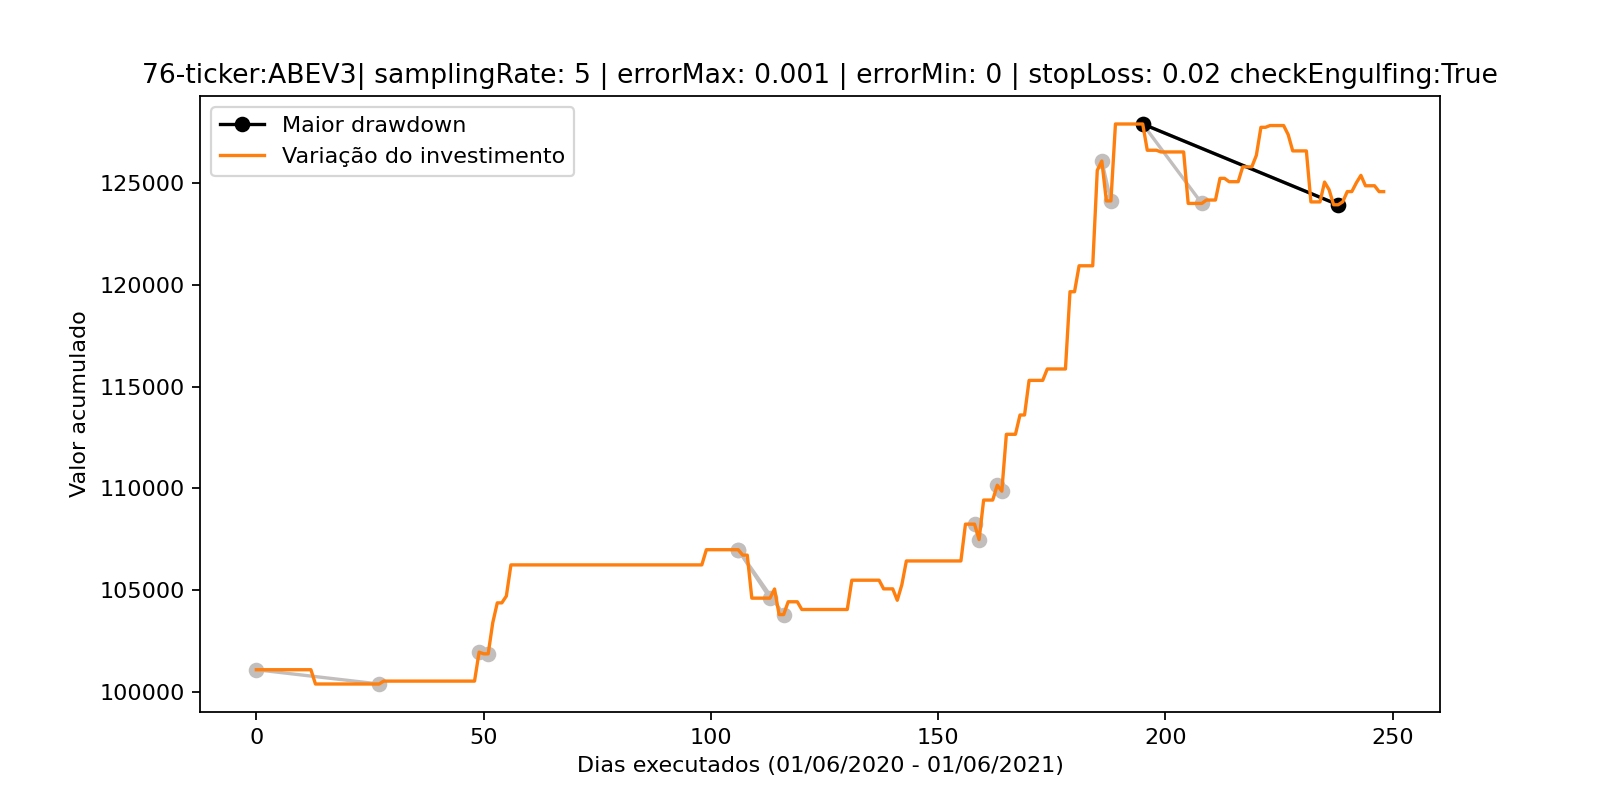 76-ticker:ABEV3| samplingRate: 5 | errorMax: 0.001 | errorMin: 0 | stopLoss: 0.02 checkEngulfing:True
Maior drawdown
Variação do investimento
Valor acumulado
125000
120000
115000
110000
105000
100000
0 50 100 150 200 250
Dias executados (01/06/2020 - 01/06/2021)